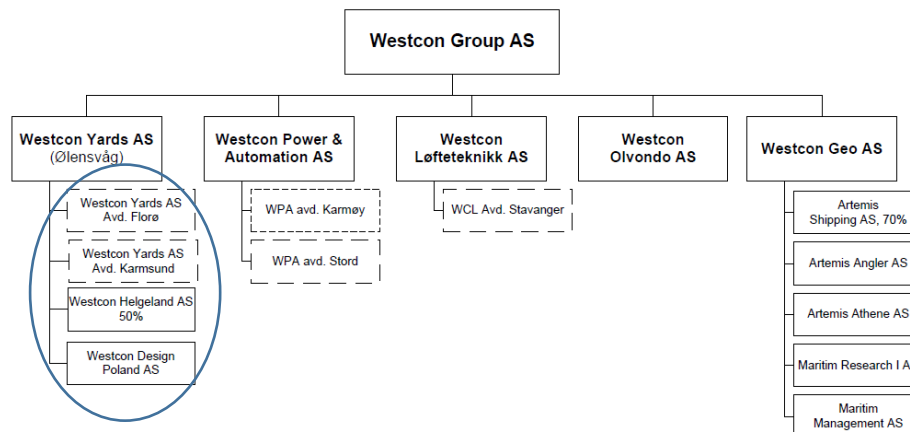 Westcon Group AS
Westcon Yards AS
(Ølensvåg)
Westcon Power &
Automation AS
Westcon
Løfteteknikk AS
Westcon
Olvondo AS
Westcon Geo AS
Westcon Yards AS
Avd. Florø
Westcon Yards AS
Avd. Karmsund
Westcon Helgeland AS
50%
Westcon Design
Poland AS
WPA avd. Karmøy
WPA avd. Stord
WCL Avd. Stavanger
Artemis
Shipping AS, 70%
Artemis Angler AS
Artemis Athene AS
Maritim Research I A
Maritim
Management AS